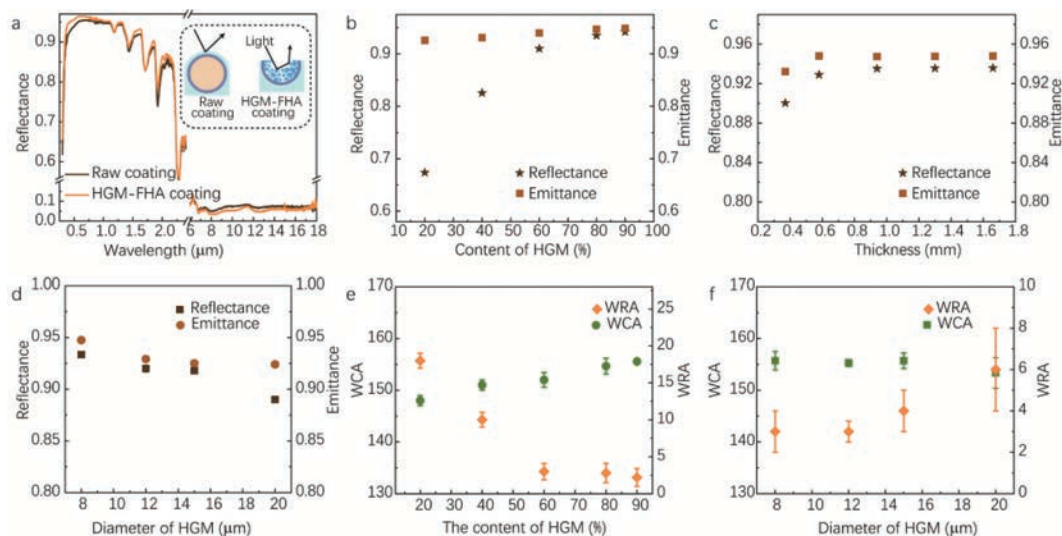 a
0.9
0.8
0.7
0.6
0.1
0.0
Reflectance
Light
Raw
coating
HGM-FHA
coating
Raw coating
HGM-FHA coating
0.5 1.0 1.5 2.0 6 8 10 12 14 16 18
Wavelength (μm)
b
1.0
0.9
0.8
0.7
0.6
Reflectance
0.9
0.8
0.7
0.6
Emittance
Reflectance
Emittance
10 20 30 40 50 60 70 80 90 100
Content of HGM (%)
c
0.96
0.92
0.88
0.84
0.80
Reflectance
0.96
0.92
0.88
0.84
0.80
Emittance
Reflectance
Emittance
0.2 0.4 0.6 0.8 1.0 1.2 1.4 1.6 1.8
Thickness (mm)
d
1.00
0.95
0.90
0.85
0.80
Reflectance
1.00
0.95
0.90
0.85
0.80
Emittance
Reflectance
Emittance
8 10 12 14 16 18 20
Diameter of HGM (μm)
e
170
160
150
140
130
WCA
25
20
15
10
5
0
WRA
WRA
WCA
20 30 40 50 60 70 80 90
The content of HGM (%)
f
170
160
150
140
130
WCA
10
8
6
4
2
0
WRA
WRA
WCA
8 10 12 14 16 18 20
Diameter of HGM (μm)